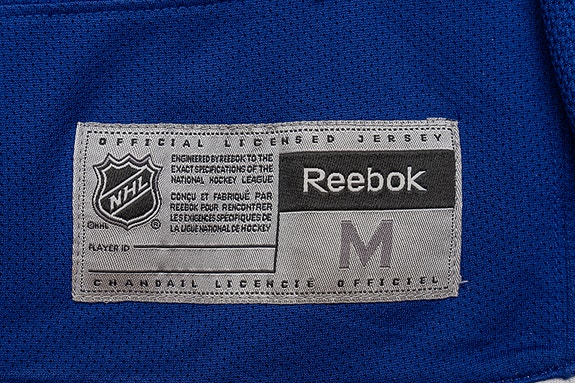 OFFICIAL LICENSED JERSEY
ENGINEERED BY REEBOK TO THE
EXACT SPECIFICATIONS OF THE
NATIONAL HOCKEY LEAGUE
CONÇU ET FABRIQUÉ PAR
REEBOK POUR RENCONTRER
LES EXIGENCES SPÉCIFIQUES DE
LA LIGUE NATIONAL DE HOCKEY
NHL
©NHL ®
PLAYER ID
Reebok
M
CHANDAIL LICENCIÉ OFFICIEL